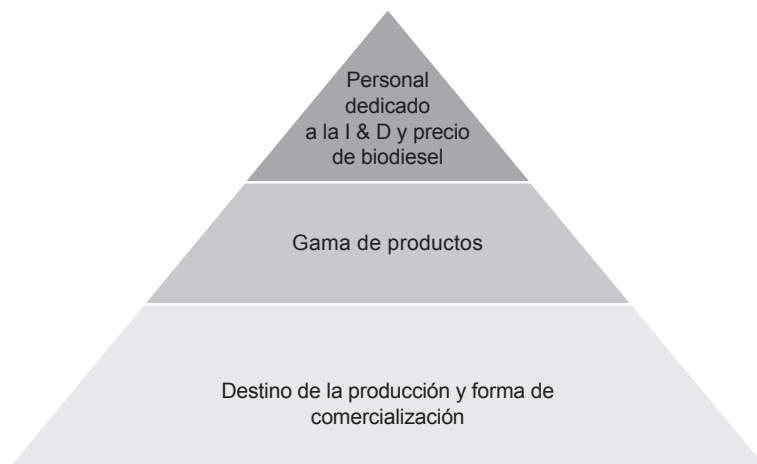 Personal
dedicado
a la I & D y precio
de biodiesel
Gama de productos
Destino de la producción y forma de
comercialización